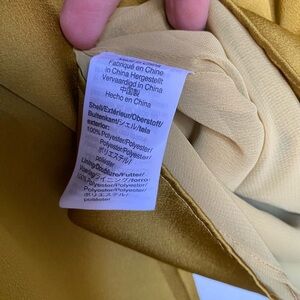 Fabriqué en Chine
in China Hergestellt
Vervaardigd in China
中国製
Hecho en China
Shell/Extérieur/Oberstoff/
Buitenkant/シェル/tela
exterior:
100% Polyester/Polyester/
Polyester/Polyester/
ポリエステル/
poliéster
Lining/Doublure/Futter/
Voering/ライニング/forro:
100% Polyester/Polyester/
Polyester/Polyester/
ポリエステル/